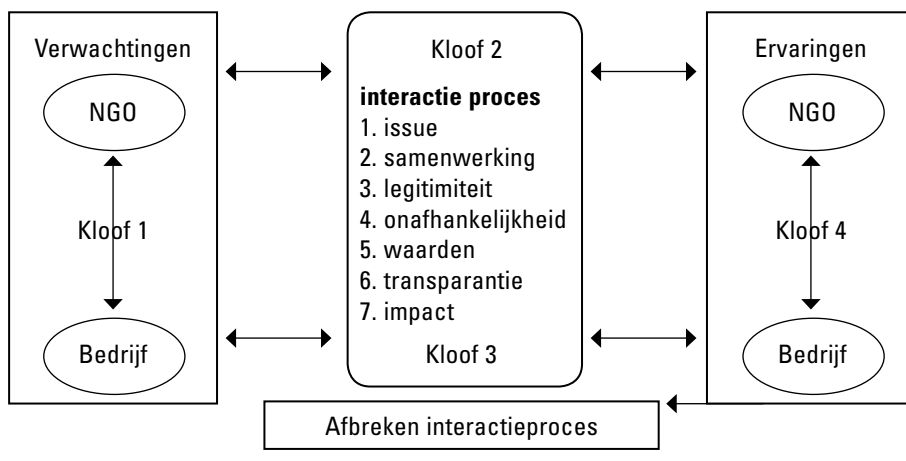 Verwachtingen
NGO
Kloof 1
Bedrijf
Kloof 2
interactie proces
1. issue
2. samenwerking
3. legitimiteit
4. onafhankelijkheid
5. waarden
6. transparantie
7. impact
Kloof 3
Ervaringen
NGO
Kloof 4
Bedrijf
Afbreken interactieproces